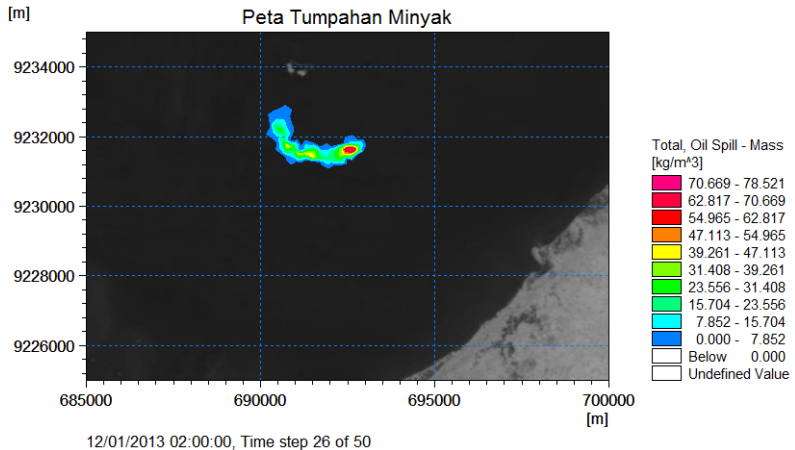 [m]
Peta Tumpahan Minyak
9234000
9232000
9230000
9228000
9226000
685000
690000
695000
700000
[m]
12/01/2013 02:00:00, Time step 26 of 50
Total, Oil Spill - Mass
[kg/m^3]
70.669 - 78.521
62.817 - 70.669
54.965 - 62.817
47.113 - 54.965
39.261 - 47.113
31.408 - 39.261
23.556 - 31.408
15.704 - 23.556
7.852 - 15.704
0.000 - 7.852
Below 0.000
Undefined Value